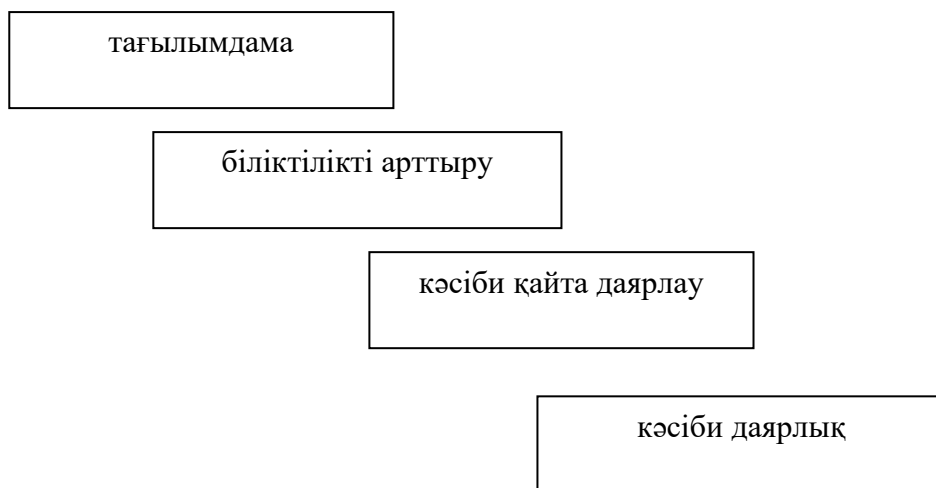 тағылымдама
біліктілікті арттыру
кәсіби қайта даярлау
кәсіби даярлық